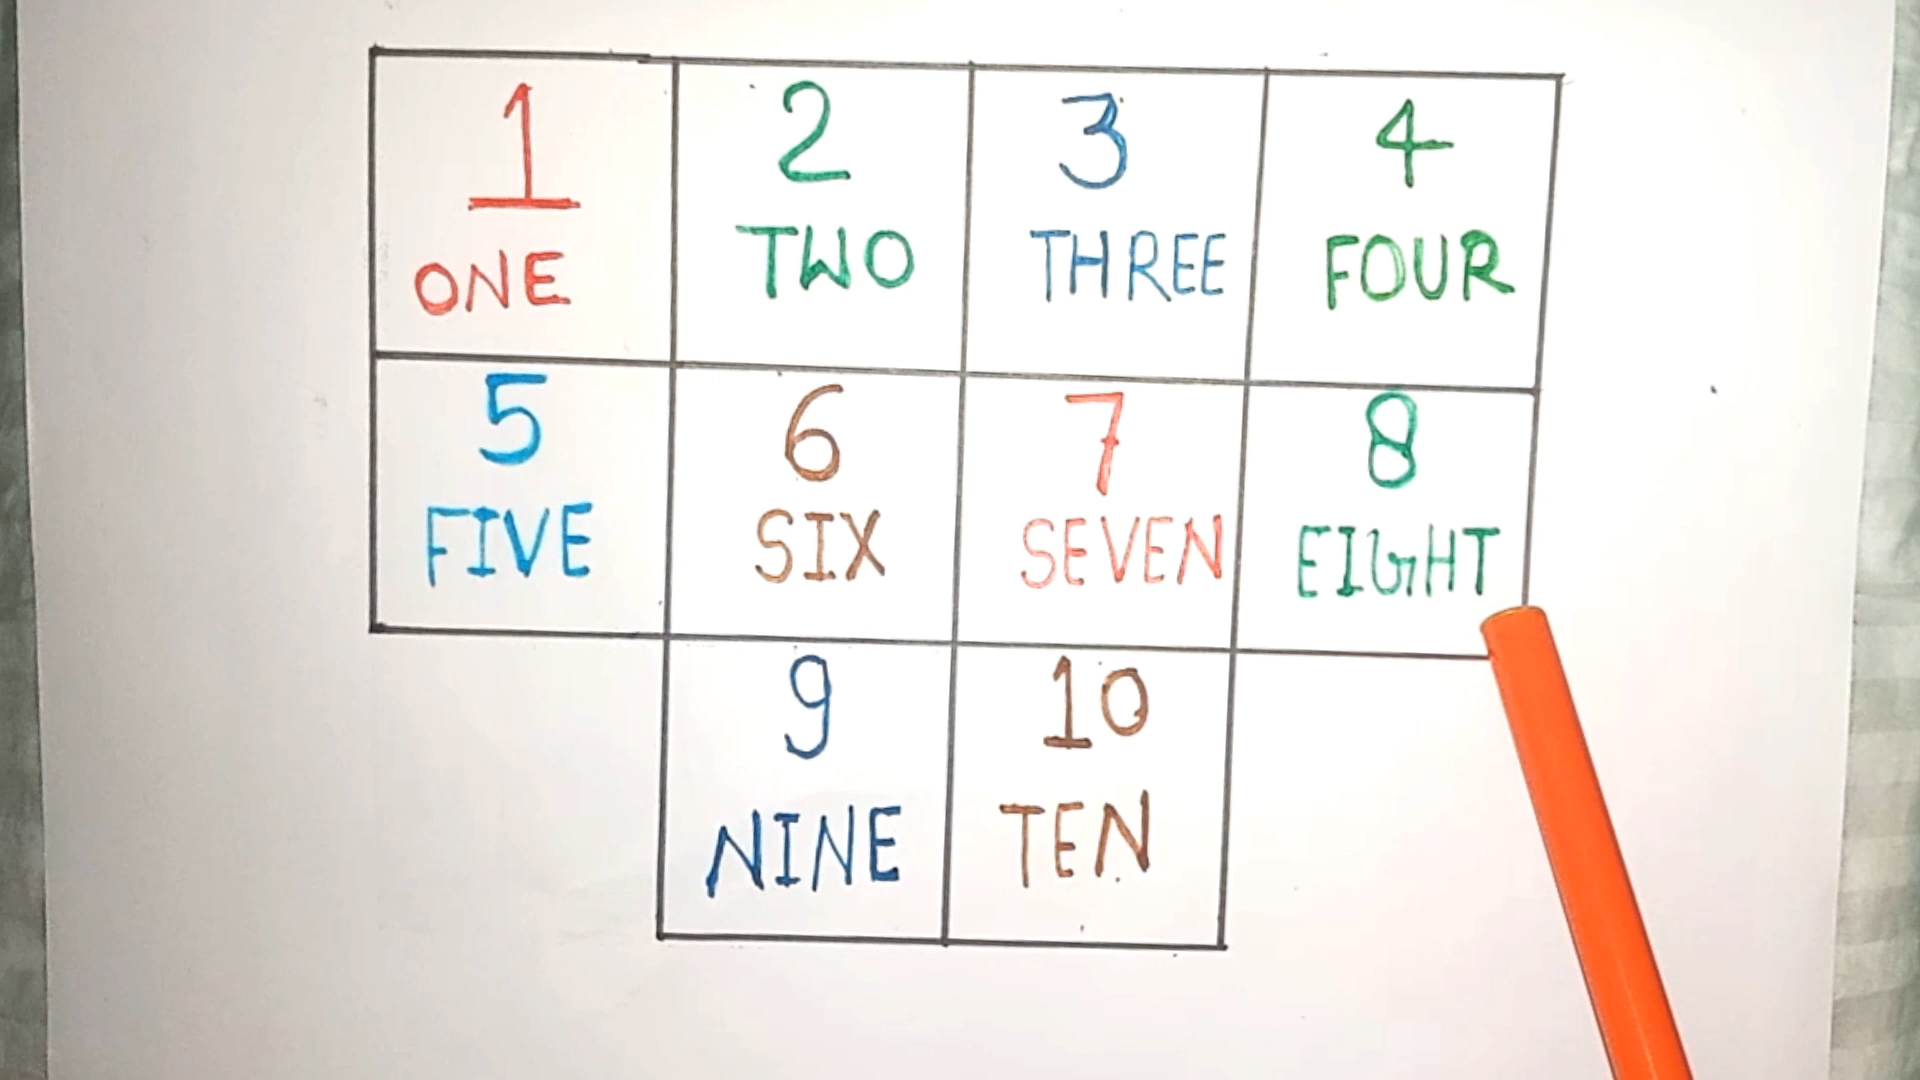 1 2 3 4
ONE TWO THREE FOUR
5 6 7 8
FIVE SIX SEVEN EIGHT
9 10
NINE TEN